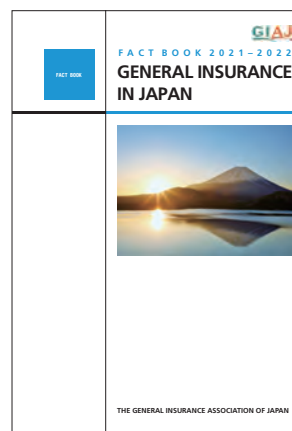 GIAJ
FACT BOOK 2021–2022
FACT BOOK
GENERAL INSURANCE
IN JAPAN
THE GENERAL INSURANCE ASSOCIATION OF JAPAN